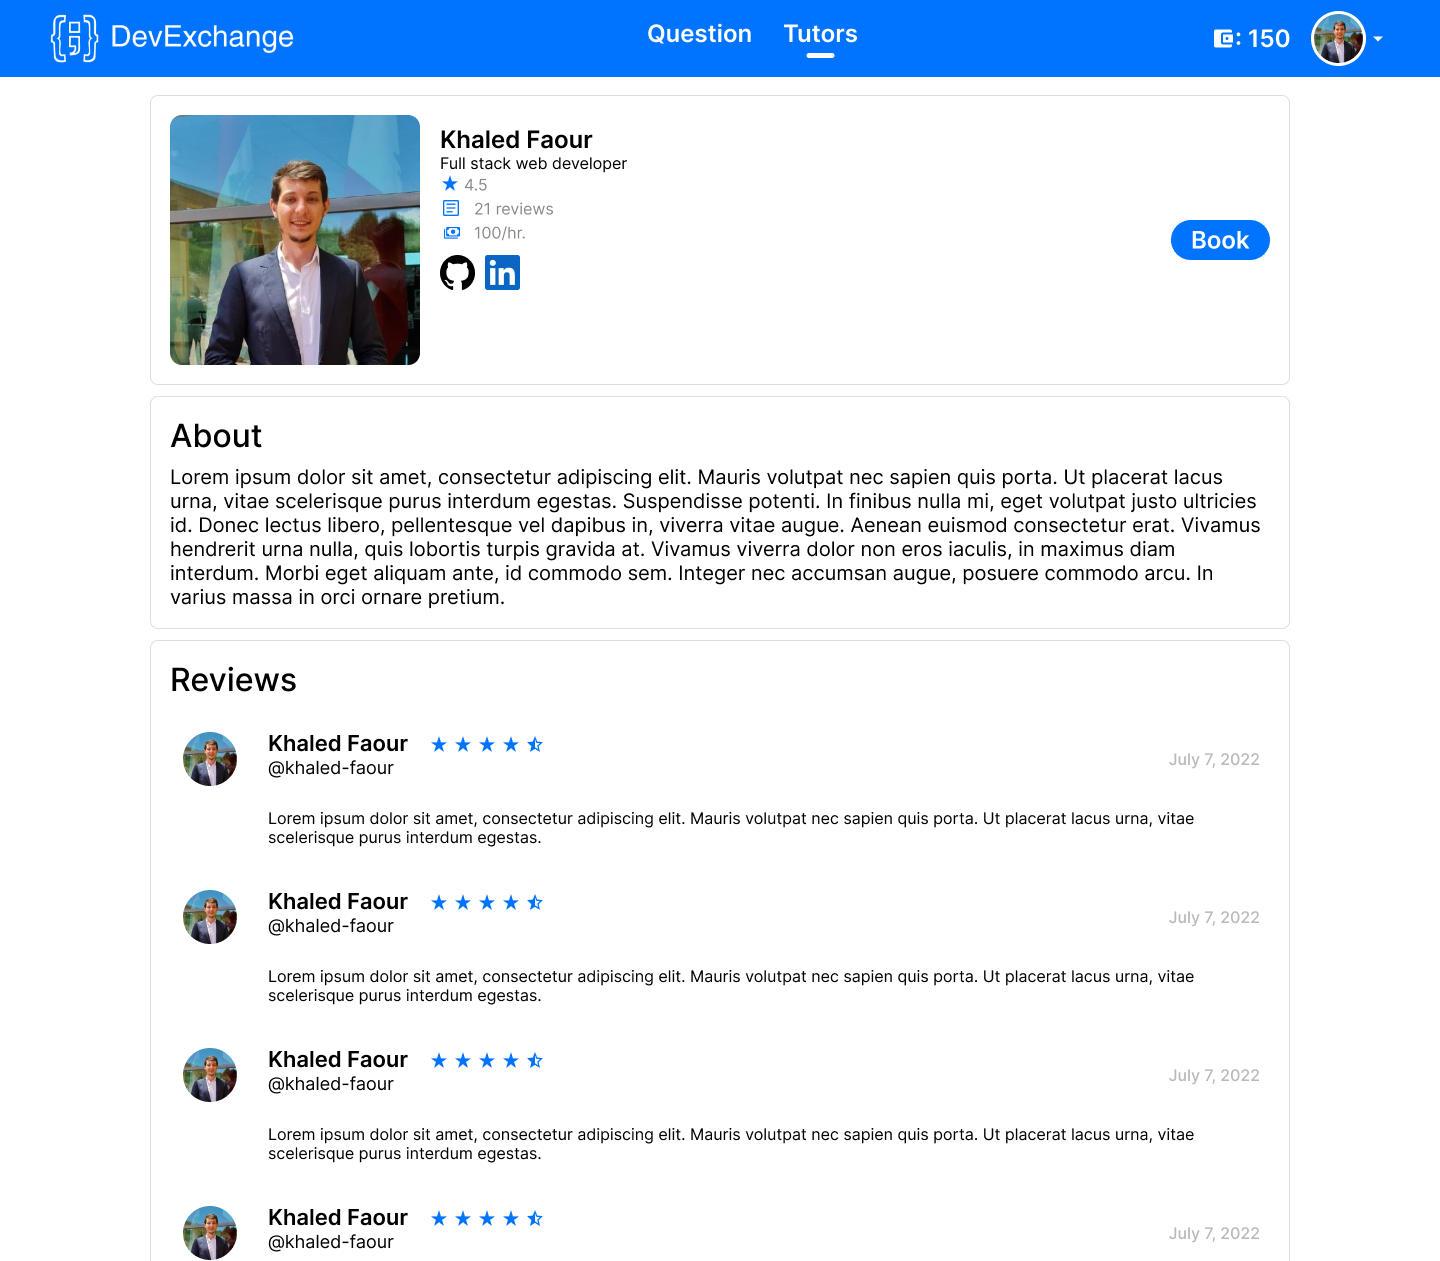 DevExchange
Question
Tutors
: 150
Khaled Faour
Full stack web developer
4.5
21 reviews
100/hr.
in
Book
About
Lorem ipsum dolor sit amet, consectetur adipiscing elit. Mauris volutpat nec sapien quis porta. Ut placerat lacus
urna, vitae scelerisque purus interdum egestas. Suspendisse potenti. In finibus nulla mi, eget volutpat justo ultricies
id. Donec lectus libero, pellentesque vel dapibus in, viverra vitae augue. Aenean euismod consectetur erat. Vivamus
hendrerit urna nulla, quis lobortis turpis gravida at. Vivamus viverra dolor non eros iaculis, in maximus diam
interdum. Morbi eget aliquam ante, id commodo sem. Integer nec accumsan augue, posuere commodo arcu. In
varius massa in orci ornare pretium.
Reviews
Khaled Faour
@khaled-faour
July 7, 2022
Lorem ipsum dolor sit amet, consectetur adipiscing elit. Mauris volutpat nec sapien quis porta. Ut placerat lacus urna, vitae
scelerisque purus interdum egestas.
Khaled Faour
@khaled-faour
July 7, 2022
Lorem ipsum dolor sit amet, consectetur adipiscing elit. Mauris volutpat nec sapien quis porta. Ut placerat lacus urna, vitae
scelerisque purus interdum egestas.
Khaled Faour
@khaled-faour
July 7, 2022
Lorem ipsum dolor sit amet, consectetur adipiscing elit. Mauris volutpat nec sapien quis porta. Ut placerat lacus urna, vitae
scelerisque purus interdum egestas.
Khaled Faour
@khaled-faour
July 7, 2022